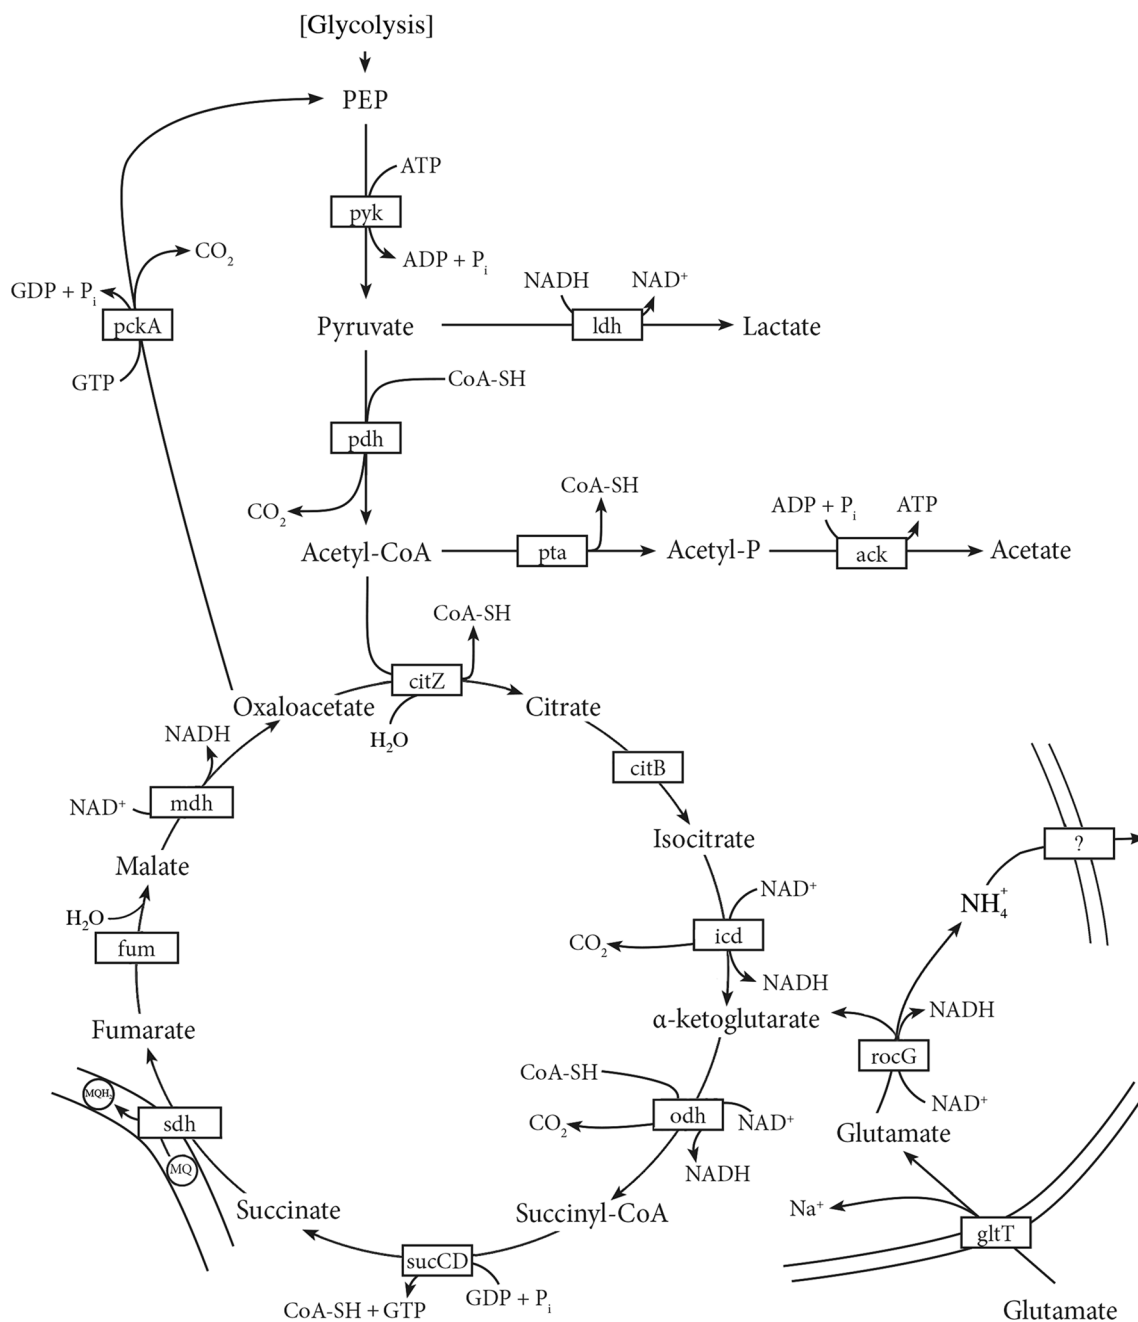 [Glycolysis]
PEP
ATP
pyk
ADP + Pi
CO2
GDP + Pi
pckA
GTP
NADH
NAD+
Pyruvate
ldh
Lactate
CoA-SH
pdh
CO2
CoA-SH
ADP + Pi
ATP
Acetyl-CoA
pta
Acetyl-P
ack
Acetate
CoA-SH
citZ
Oxaloacetate
Citrate
H2O
NADH
citB
NAD+
mdh
Isocitrate
Malate
NAD+
H2O
fum
icd
CO2
NADH
α-ketoglutarate
Fumarate
?
NH4+
NADH
rocG
NAD+
Glutamate
CoA-SH
odh
CO2
NAD+
NADH
MQH2
sdh
MQ
Succinate
Succinyl-CoA
Na+
gltT
sucCD
CoA-SH + GTP
GDP + Pi
Glutamate